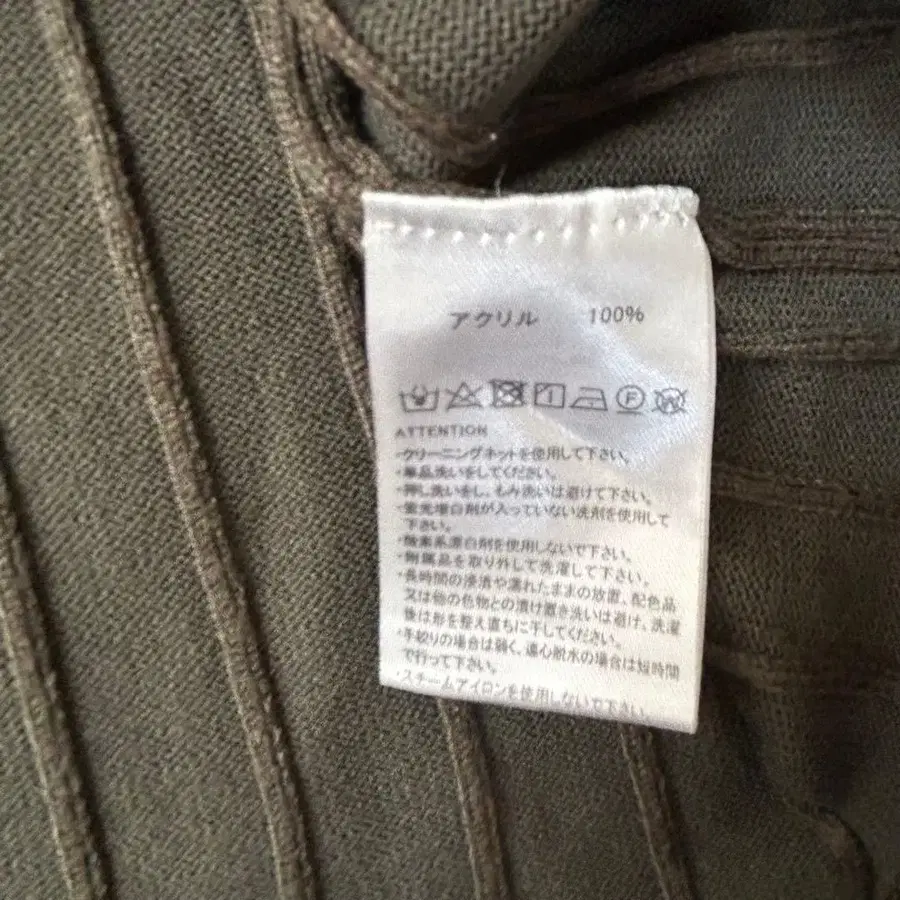 アクリル 100%
F W
ATTENTION
・クリーニングネットを使用して下さい。
・単品洗いをしてください。
・押し洗いをし、もみ洗いは避けて下さい。
・蛍光増白剤が入っていない洗剤を使用して
下さい。
・酸素系漂白剤を使用しないで下さい。
・附属品を取り外して洗濯して下さい。
・長時間の浸漬や濡れたままの放置、配色品
又は他の色物との漬け置き洗いは避け、洗濯
後は形を整え直ちに干してください。
・手絞りの場合は弱く、遠心脱水の場合は短時間
で行って下さい。
・スチームアイロンを使用しないで下さい。